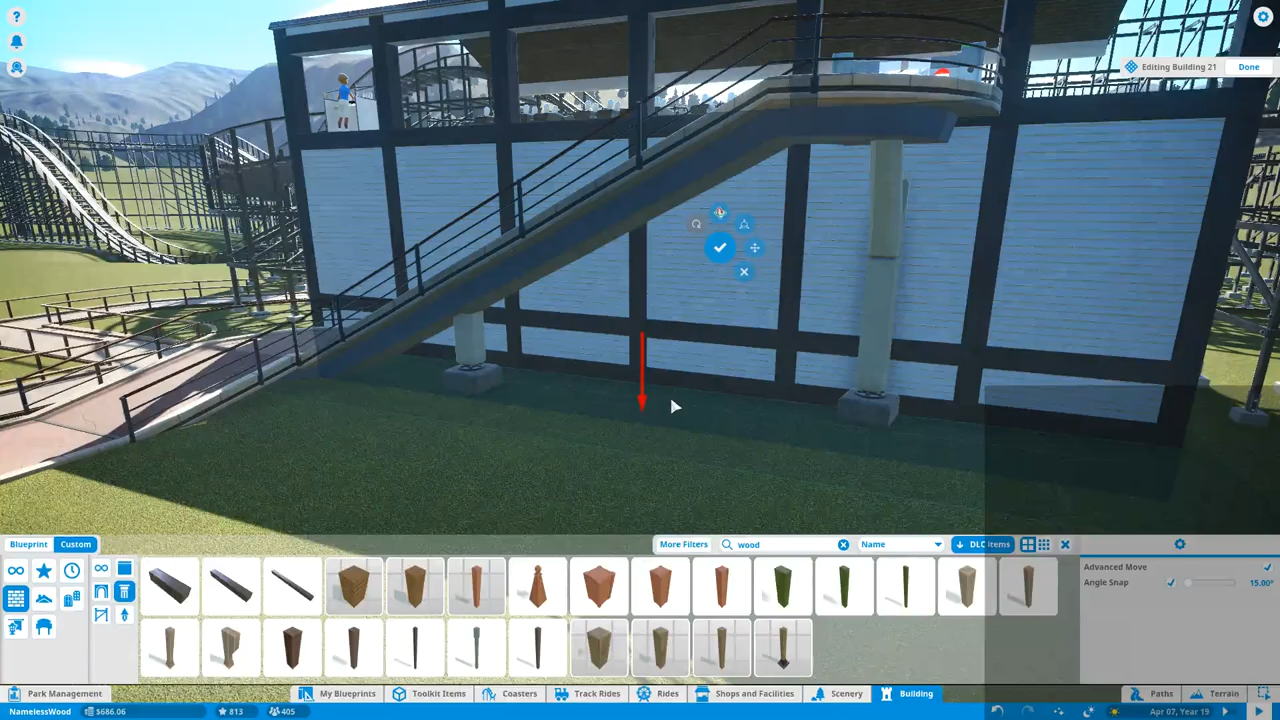 ?
Editing Building 21 Done
Blueprint Custom More Filters wood Name DLC Items
Advanced Move
Angle Snap 15.00°
Park Management My Blueprints Toolkit Items Coasters Track Rides Rides Shops and Facilities Scenery Building Paths Terrain
NamelessWood $686.06 813 405 Apr 07, Year 19